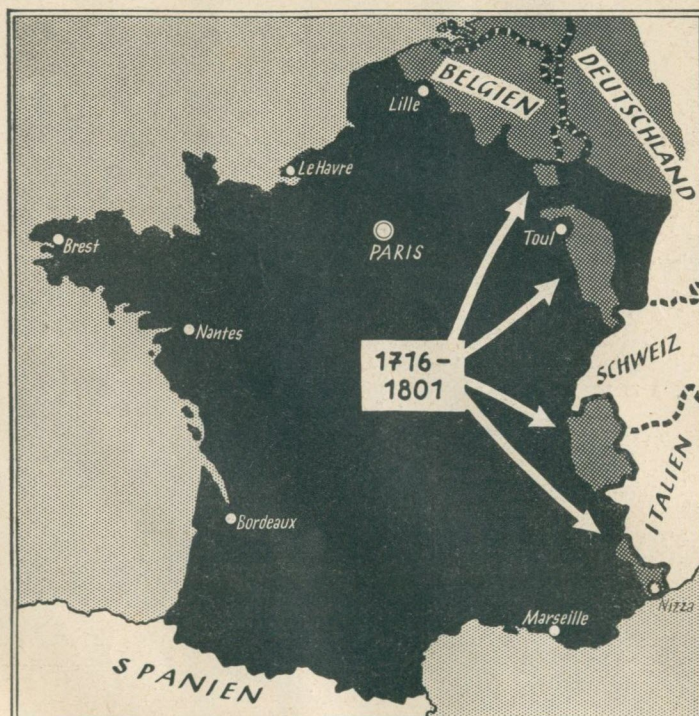 BELGIEN
DEUTSCHLAND
Lille
Le Havre
Brest
PARIS
Toul
Nantes
1716–
1801
SCHWEIZ
ITALIEN
Bordeaux
Nizza
Marseille
SPANIEN